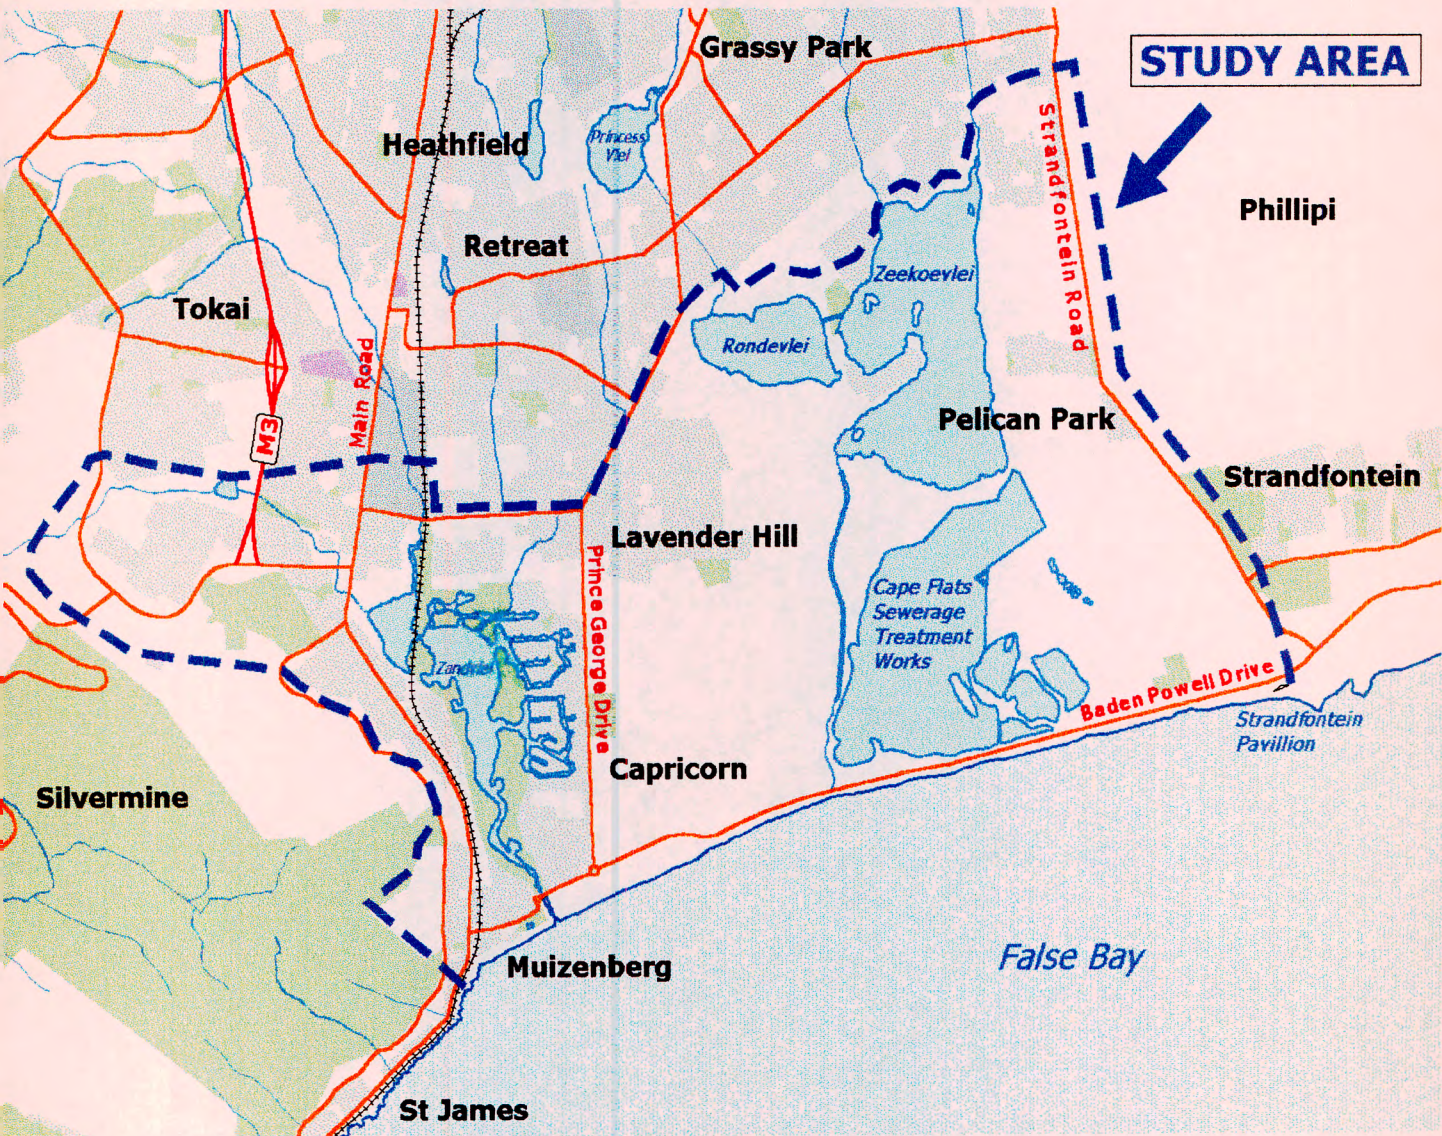 Grassy Park
STUDY AREA
Heathfield
Princess
Vlei
Strandfontein Road
Phillipi
Retreat
Zeekoevlei
Tokai
Rondevlei
Main Road
M3
Pelican Park
Strandfontein
Lavender Hill
Prince George Drive
Cape Flats
Sewerage
Treatment
Works
Zandvlei
Baden Powell Drive
Strandfontein
Pavillion
Capricorn
Silvermine
False Bay
Muizenberg
St James